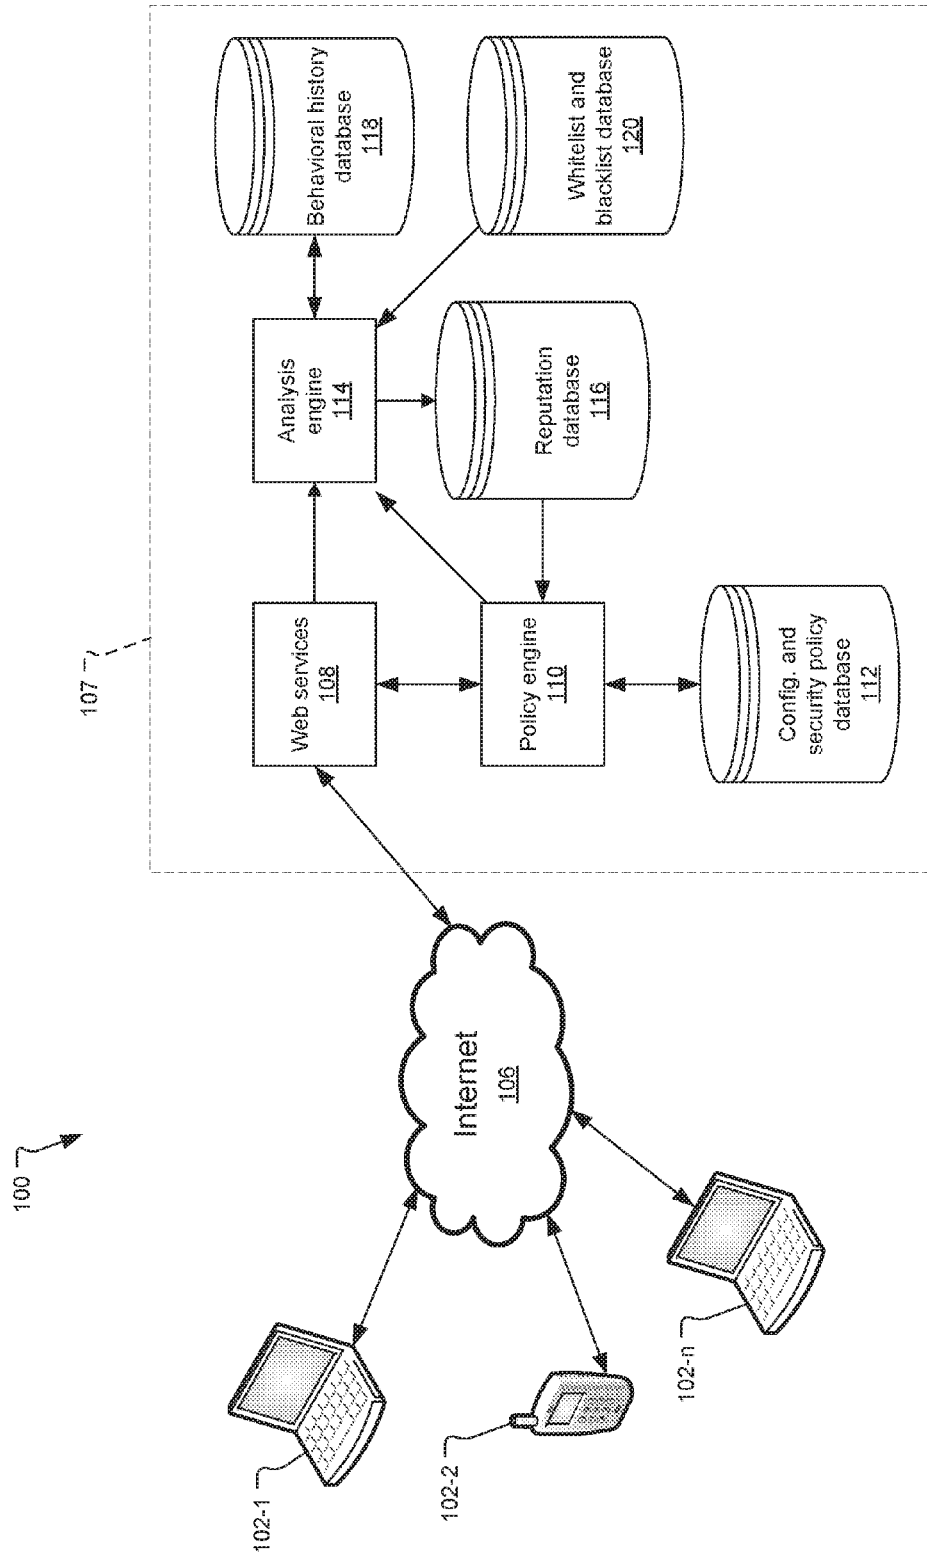 100
107
102-1
102-2
102-n
Internet
106
Web services
108
Policy engine
110
Config. and
security policy
database
112
Analysis
engine
114
Reputation
database
116
Behavioral history
database
118
Whitelist and
blacklist database
120